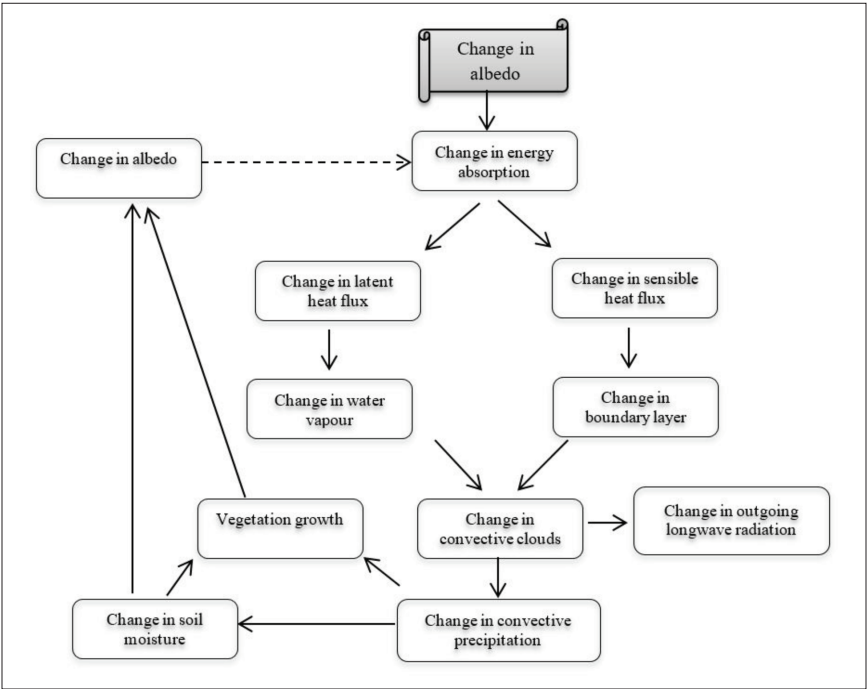 Change in
albedo
Change in albedo
Change in energy
absorption
Change in latent
heat flux
Change in sensible
heat flux
Change in water
vapour
Change in
boundary layer
Vegetation growth
Change in
convective clouds
Change in outgoing
longwave radiation
Change in soil
moisture
Change in convective
precipitation